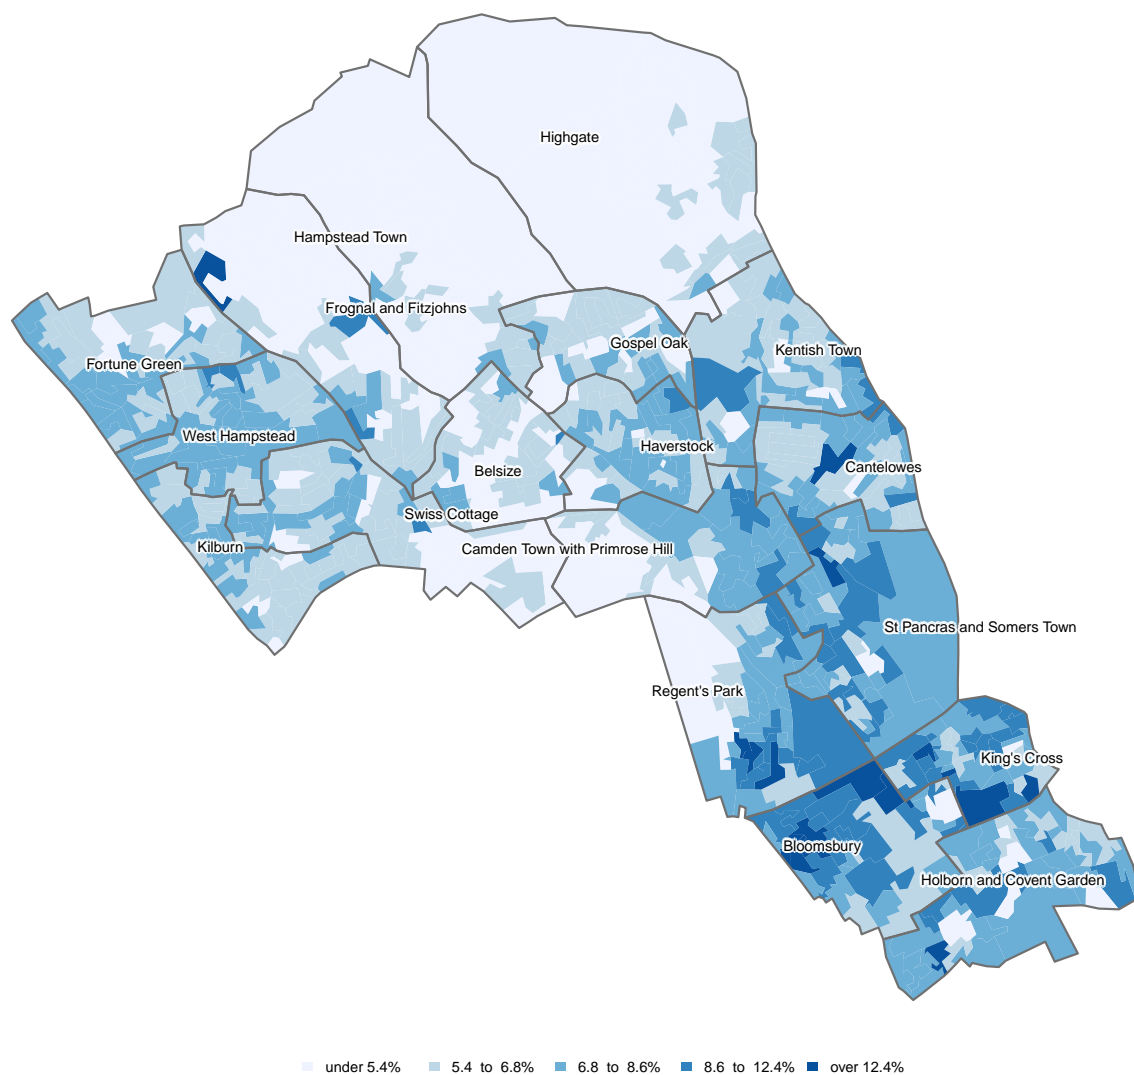 Highgate
Hampstead Town
Frognal and Fitzjohns
Gospel Oak
Kentish Town
Fortune Green
West Hampstead
Haverstock
Cantelowes
Belsize
Swiss Cottage
Kilburn
Camden Town with Primrose Hill
St Pancras and Somers Town
Regent's Park
King's Cross
Bloomsbury
Holborn and Covent Garden
under 5.4% 5.4 to 6.8% 6.8 to 8.6% 8.6 to 12.4% over 12.4%